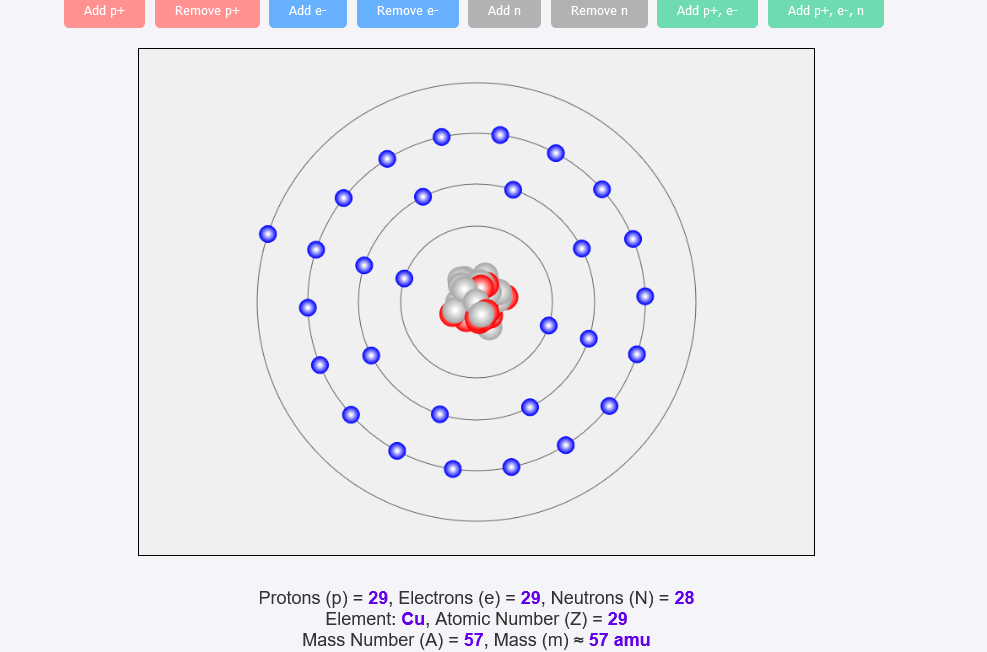 Add p+ Remove p+ Add e- Remove e- Add n Remove n Add p+, e- Add p+, e-, n
Protons (p) = 29, Electrons (e) = 29, Neutrons (N) = 28
Element: Cu, Atomic Number (Z) = 29
Mass Number (A) = 57, Mass (m) ≈ 57 amu